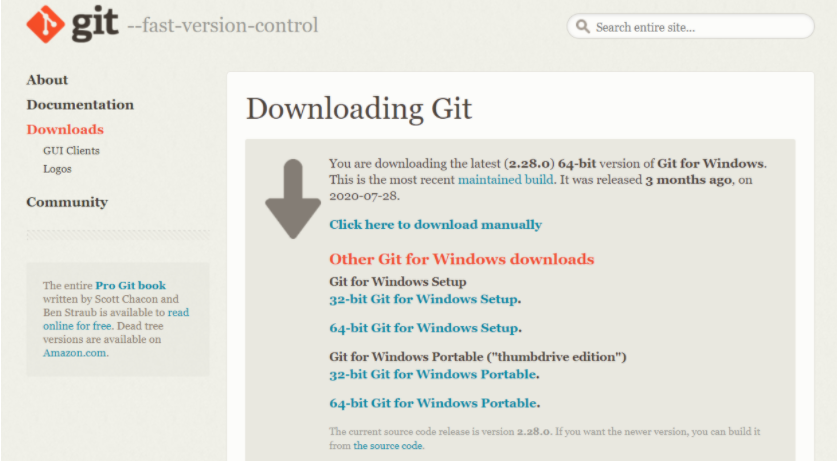 git --fast-version-control
Search entire site...
About
Documentation
Downloads
GUI Clients
Logos
Community
The entire Pro Git book
written by Scott Chacon and
Ben Straub is available to read
online for free. Dead tree
versions are available on
Amazon.com.
Downloading Git
You are downloading the latest (2.28.0) 64-bit version of Git for Windows.
This is the most recent maintained build. It was released 3 months ago, on
2020-07-28.
Click here to download manually
Other Git for Windows downloads
Git for Windows Setup
32-bit Git for Windows Setup.
64-bit Git for Windows Setup.
Git for Windows Portable ("thumbdrive edition")
32-bit Git for Windows Portable.
64-bit Git for Windows Portable.
The current source code release is version 2.28.0. If you want the newer version, you can build it
from the source code.